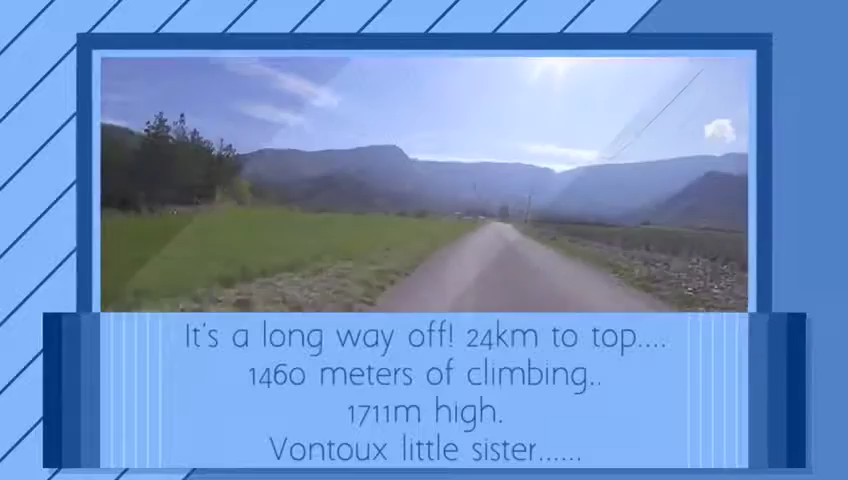 It's a long way off! 24km to top....
1460 meters of climbing..
1711m high.
Vontoux little sister......